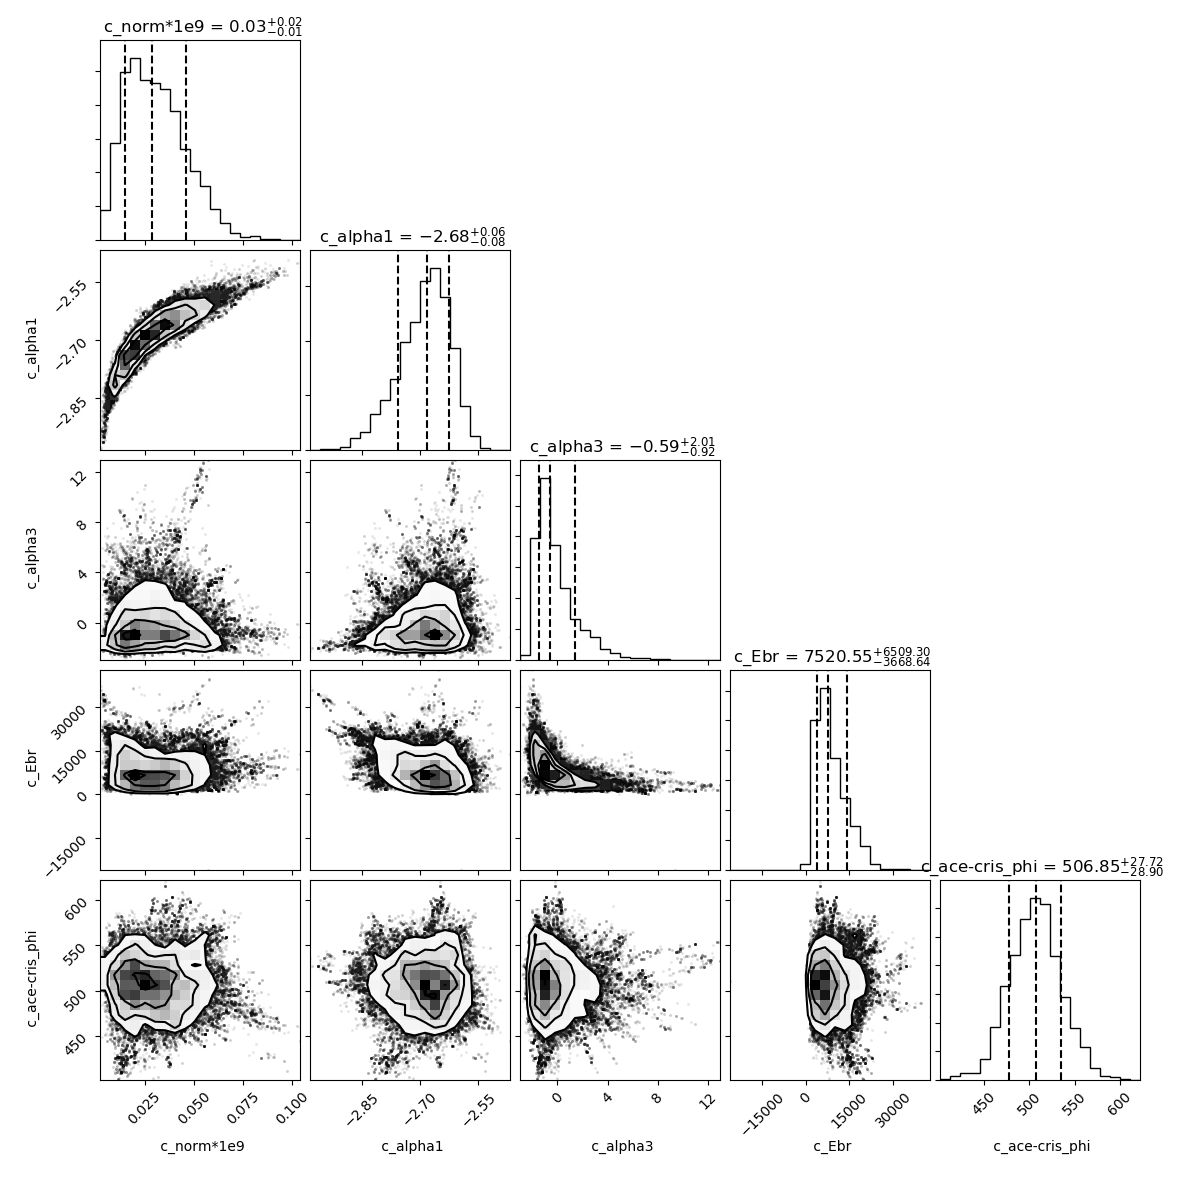 c_norm*1e9 = 0.03+0.02−0.01
c_alpha1 = −2.68+0.06−0.08
c_alpha1
−2.55
−2.70
−2.85
c_alpha3 = −0.59+2.01−0.92
c_alpha3
12
8
4
0
c_Ebr = 7520.55+6509.30−3668.64
c_Ebr
30000
15000
0
−15000
c_ace-cris_phi = 506.85+27.72−28.90
c_ace-cris_phi
600
550
500
450
0.025 0.050 0.075 0.100 −2.85 −2.70 −2.55 0 4 8 12 −15000 0 15000 30000 450 500 550 600
c_norm*1e9 c_alpha1 c_alpha3 c_Ebr c_ace-cris_phi